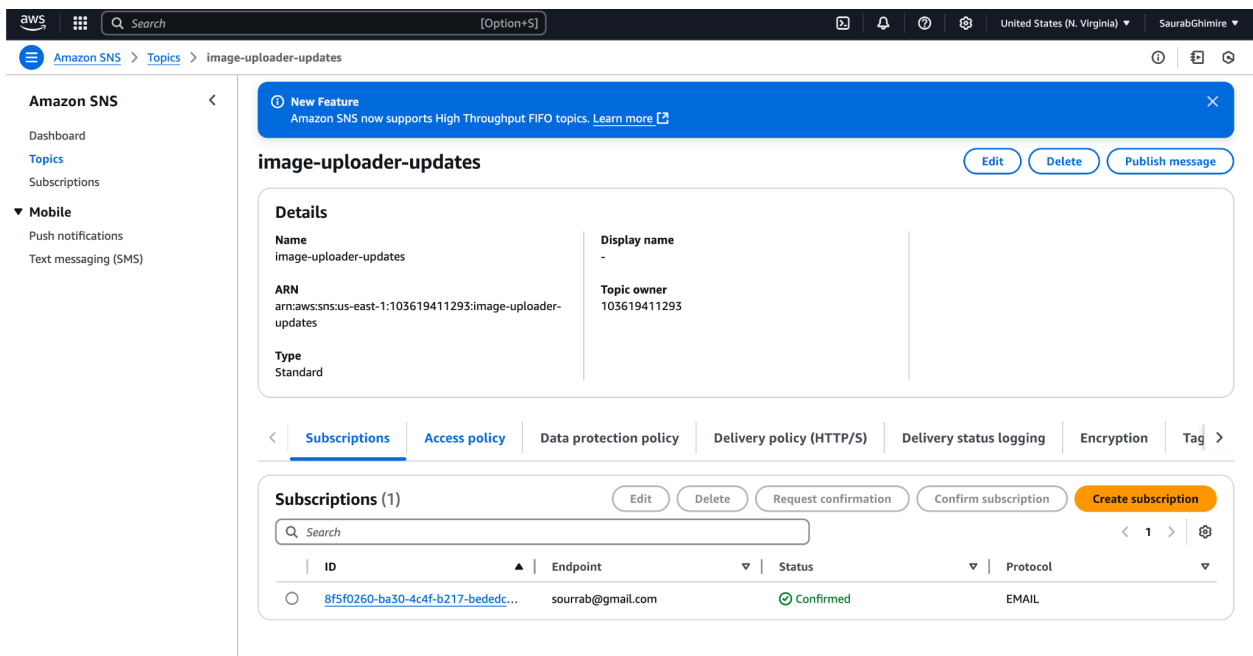 aws
Search [Option+S]
United States (N. Virginia) ▼
SaurabGhimire ▼
Amazon SNS > Topics > image-uploader-updates
Amazon SNS
Dashboard
Topics
Subscriptions
Mobile
Push notifications
Text messaging (SMS)
New Feature
Amazon SNS now supports High Throughput FIFO topics. Learn more
image-uploader-updates
Edit
Delete
Publish message
Details
Name
image-uploader-updates
ARN
arn:aws:sns:us-east-1:103619411293:image-uploader-
updates
Type
Standard
Display name
-
Topic owner
103619411293
Subscriptions
Access policy
Data protection policy
Delivery policy (HTTP/S)
Delivery status logging
Encryption
Tag
Subscriptions (1)
Edit
Delete
Request confirmation
Confirm subscription
Create subscription
Search
1
ID Endpoint Status Protocol
8f5f0260-ba30-4c4f-b217-bededc... sourrab@gmail.com Confirmed EMAIL